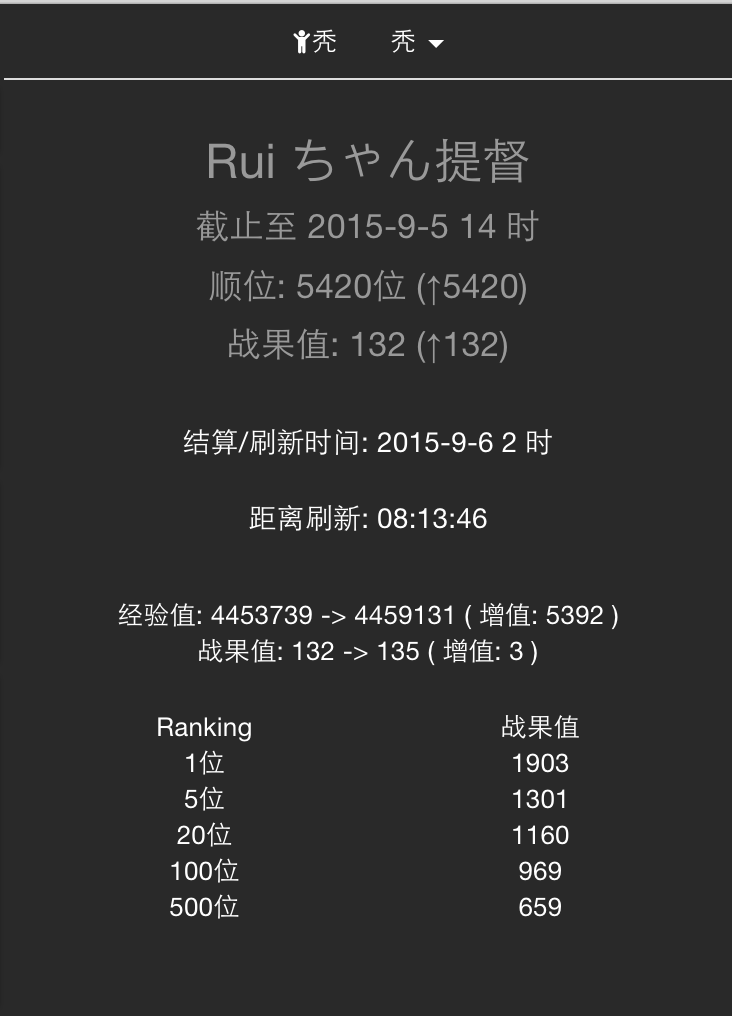 秃 秃
Rui ちゃん提督
截止至 2015-9-5 14 时
顺位: 5420位 (↑5420)
战果值: 132 (↑132)
结算/刷新时间: 2015-9-6 2 时
距离刷新: 08:13:46
经验值: 4453739 -> 4459131 ( 增值: 5392 )
战果值: 132 -> 135 ( 增值: 3 )
Ranking 战果值
1位 1903
5位 1301
20位 1160
100位 969
500位 659